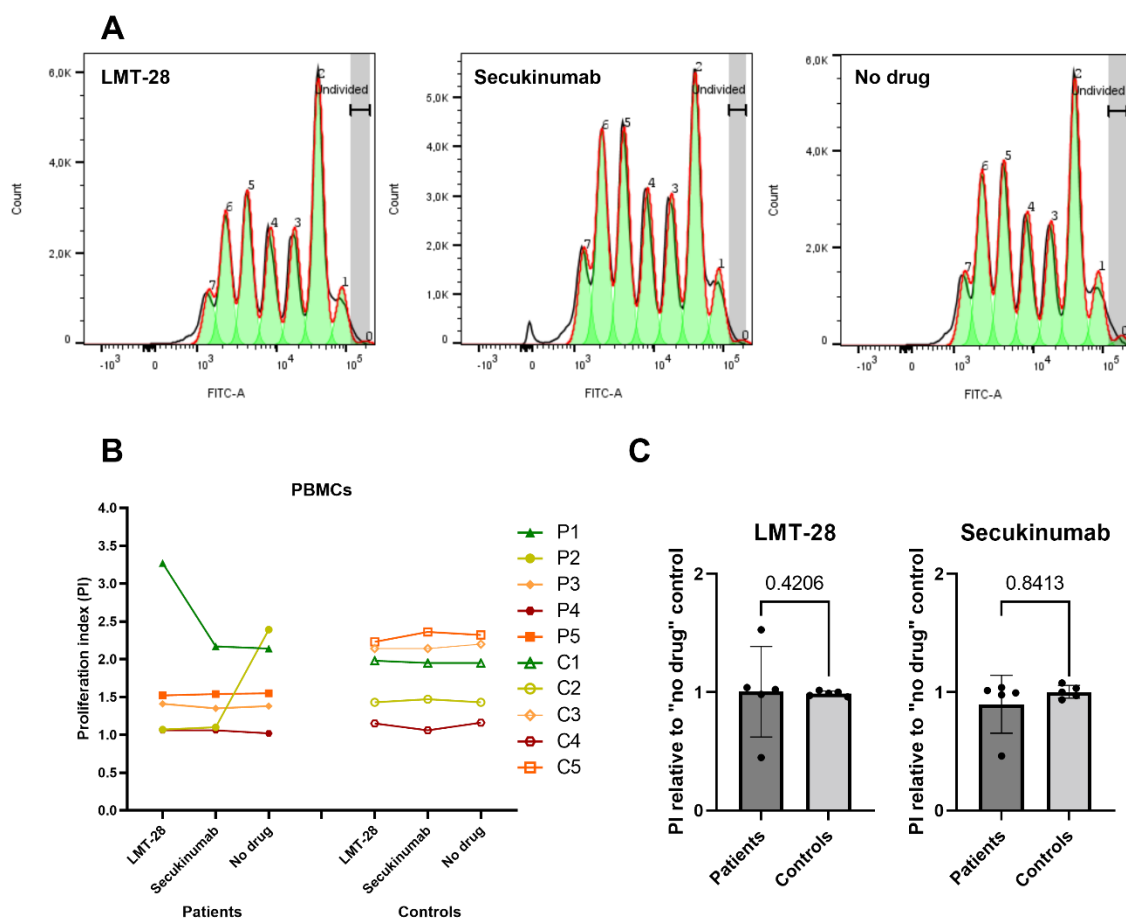 A
LMT-28
6,0K
4,0K
2,0K
0
Count
2
Undivided
5
6
4
3
7
1
0
-10³ 0 10³ 10⁴ 10⁵
FITC-A
Secukinumab
5,0K
4,0K
3,0K
2,0K
1,0K
0
Count
2
Undivided
6
5
4
3
7
1
0
-10³ 0 10³ 10⁴ 10⁵
FITC-A
No drug
6,0K
4,0K
2,0K
0
Count
2
Undivided
5
6
4
3
7
1
0
-10³ 0 10³ 10⁴ 10⁵
FITC-A
B
PBMCs
Proliferation index (PI)
4.0
3.5
3.0
2.5
2.0
1.5
1.0
0.5
0.0
LMT-28
Secukinumab
No drug
LMT-28
Secukinumab
No drug
Patients
Controls
P1
P2
P3
P4
P5
C1
C2
C3
C4
C5
C
LMT-28
PI relative to "no drug" control
2
1
0
0.4206
Patients
Controls
Secukinumab
PI relative to "no drug" control
2
1
0
0.8413
Patients
Controls